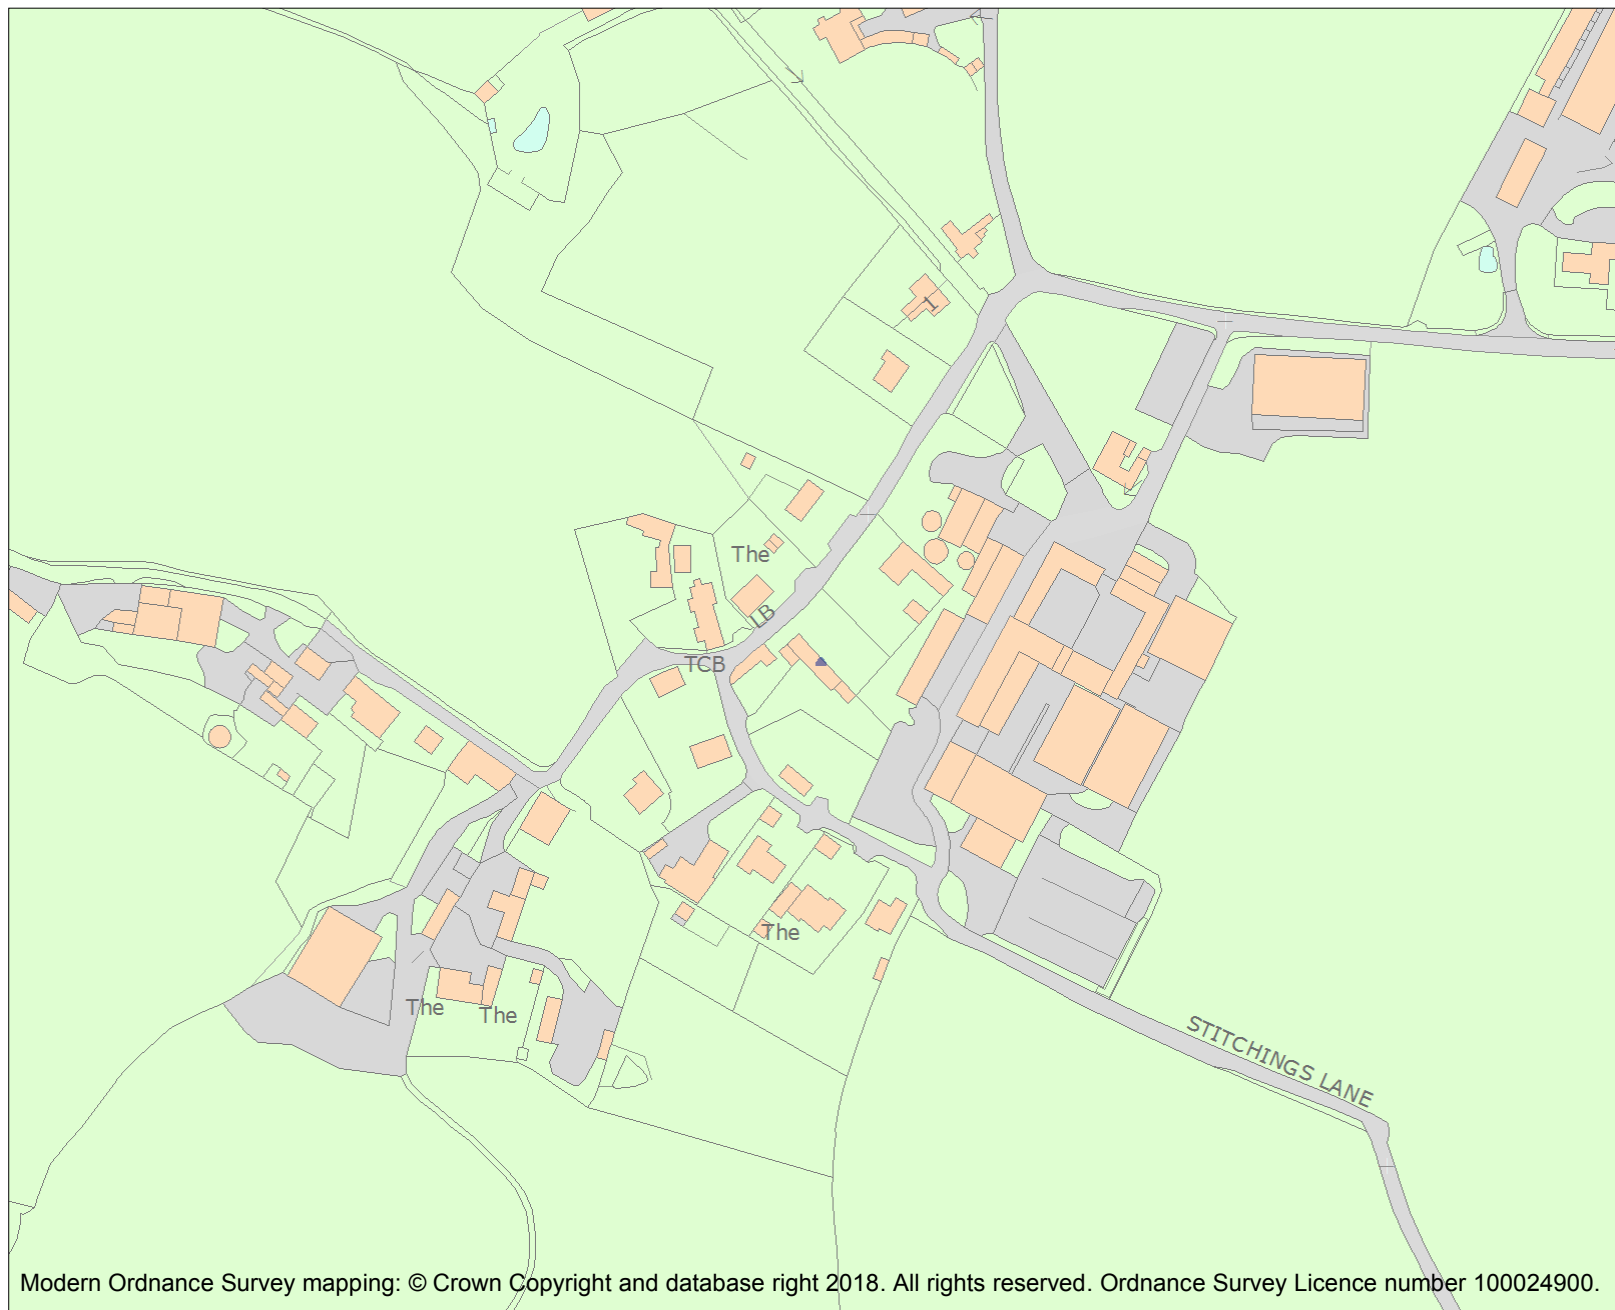 1
The
LB
TCB
The
The
The
STITCHINGS LANE
Modern Ordnance Survey mapping: © Crown Copyright and database right 2018. All rights reserved. Ordnance Survey Licence number 100024900.